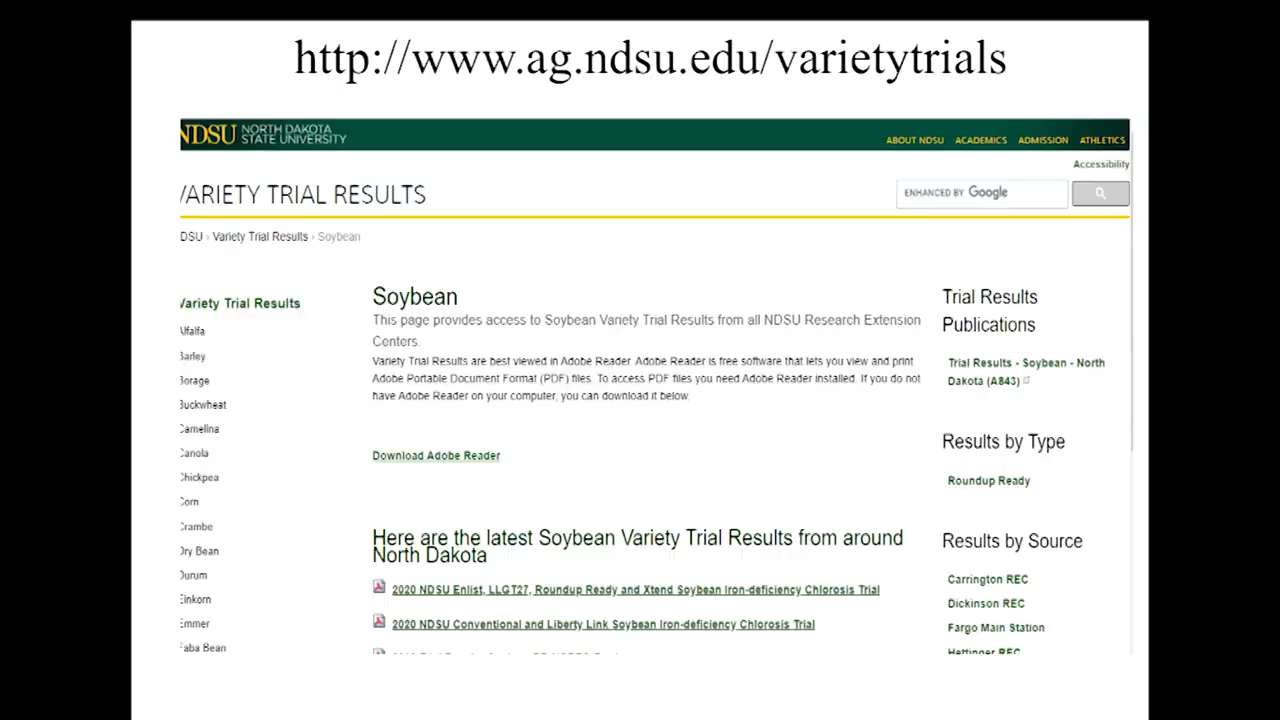 http://www.ag.ndsu.edu/varietytrials
NDSU NORTH DAKOTA STATE UNIVERSITY
ABOUT NDSU ACADEMICS ADMISSION ATHLETICS
Accessibility
VARIETY TRIAL RESULTS
ENHANCED BY Google
DSU › Variety Trial Results › Soybean
Variety Trial Results
Alfalfa
Barley
Borage
Buckwheat
Camelina
Canola
Chickpea
Corn
Crambe
Dry Bean
Durum
Einkorn
Emmer
Faba Bean
Soybean
This page provides access to Soybean Variety Trial Results from all NDSU Research Extension
Centers.
Variety Trial Results are best viewed in Adobe Reader. Adobe Reader is free software that lets you view and print
Adobe Portable Document Format (PDF) files. To access PDF files you need Adobe Reader installed. If you do not
have Adobe Reader on your computer, you can download it below.
Download Adobe Reader
Here are the latest Soybean Variety Trial Results from around
North Dakota
2020 NDSU Enlist, LLGT27, Roundup Ready and Xtend Soybean Iron-deficiency Chlorosis Trial
2020 NDSU Conventional and Liberty Link Soybean Iron-deficiency Chlorosis Trial
Trial Results
Publications
Trial Results - Soybean - North
Dakota (A843)
Results by Type
Roundup Ready
Results by Source
Carrington REC
Dickinson REC
Fargo Main Station
Hettinger REC